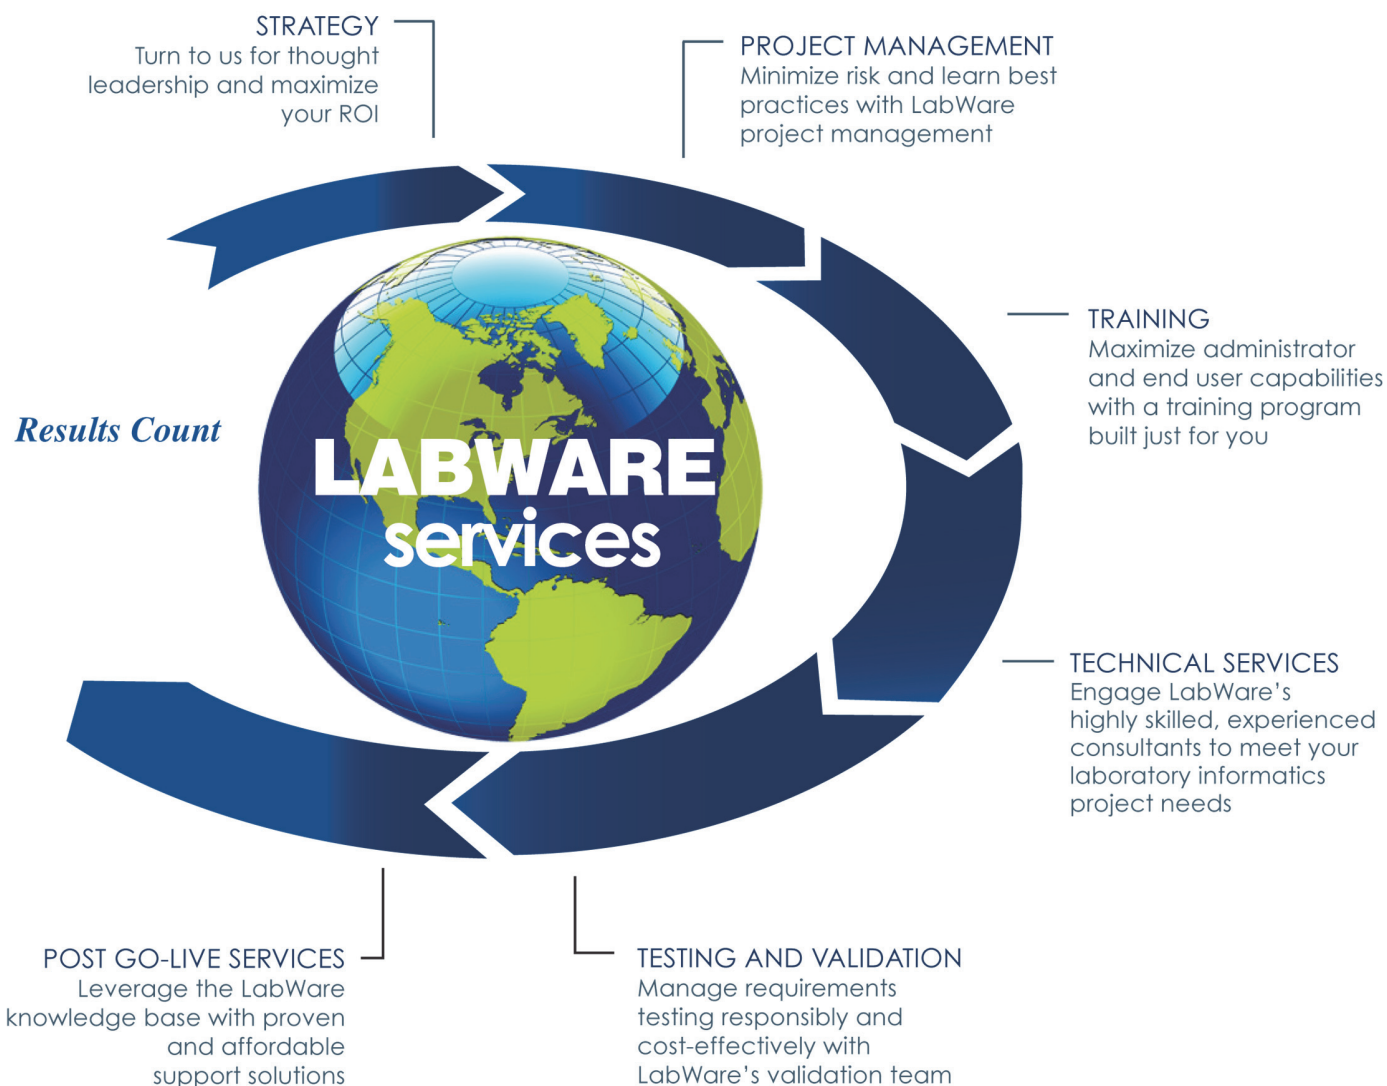 STRATEGY
Turn to us for thought
leadership and maximize
your ROI
PROJECT MANAGEMENT
Minimize risk and learn best
practices with LabWare
project management
TRAINING
Maximize administrator
and end user capabilities
with a training program
built just for you
Results Count
LABWARE
services
TECHNICAL SERVICES
Engage LabWare’s
highly skilled, experienced
consultants to meet your
laboratory informatics
project needs
POST GO-LIVE SERVICES
Leverage the LabWare
knowledge base with proven
and affordable
support solutions
TESTING AND VALIDATION
Manage requirements
testing responsibly and
cost-effectively with
LabWare’s validation team